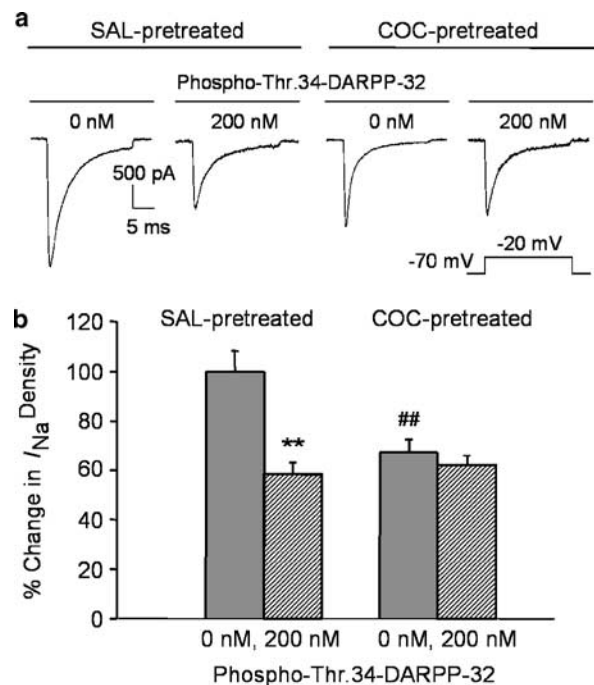 a
SAL-pretreated COC-pretreated
Phospho-Thr.34-DARPP-32
0 nM 200 nM 0 nM 200 nM
500 pA
5 ms
-20 mV
-70 mV
b
SAL-pretreated COC-pretreated
% Change in INa Density
120
100
80
60
40
20
0
**
##
0 nM, 200 nM 0 nM, 200 nM
Phospho-Thr.34-DARPP-32